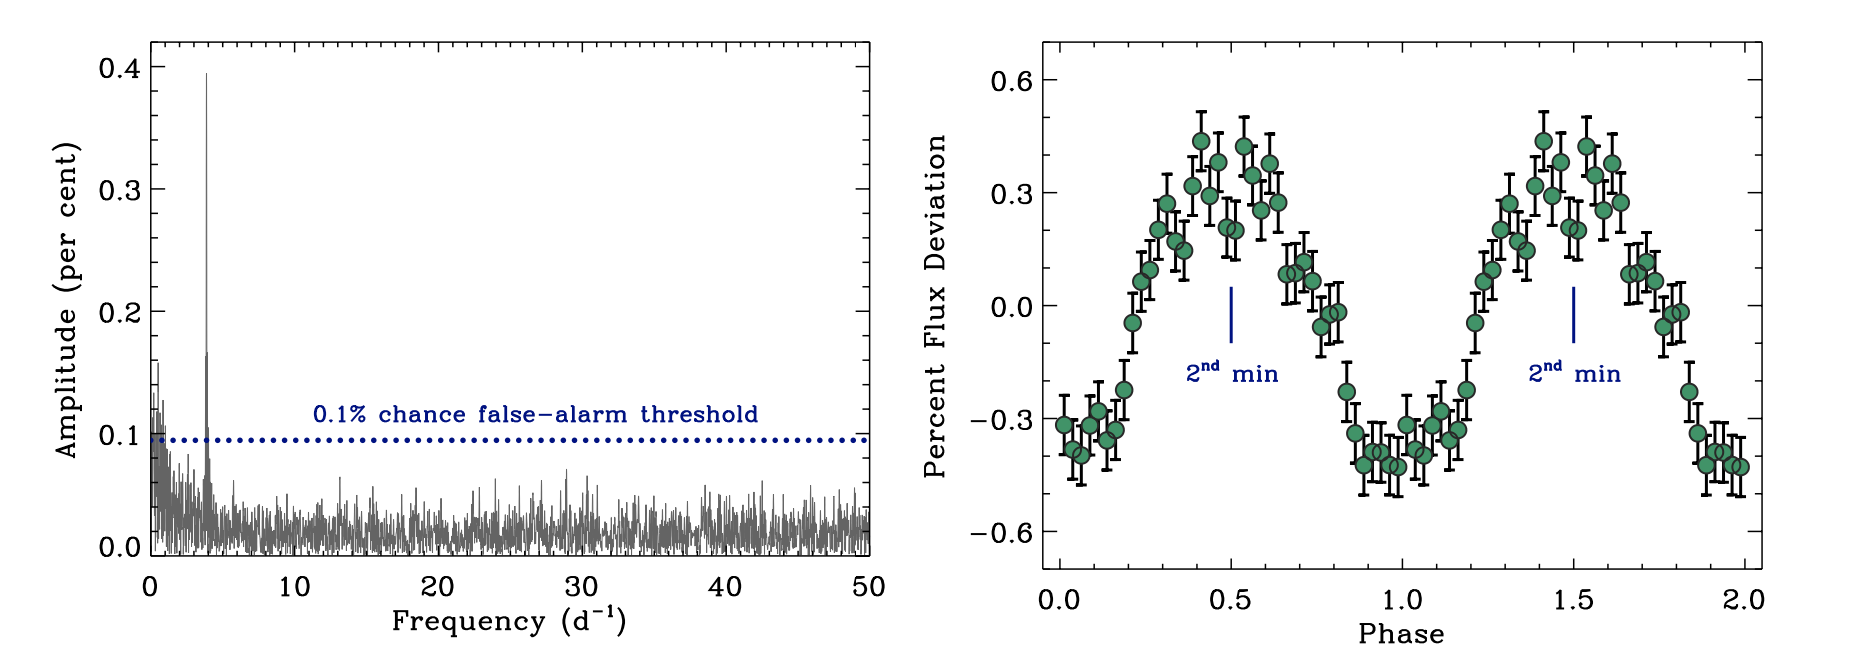 0.4
0.3
0.2
0.1
0.0
Amplitude (per cent)
0.1% chance false-alarm threshold
0 10 20 30 40 50
Frequency (d⁻¹)
0.6
0.3
0.0
-0.3
-0.6
Percent Flux Deviation
2nd min 2nd min
0.0 0.5 1.0 1.5 2.0
Phase